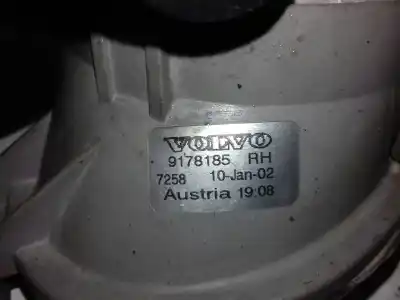 VOLVO
9178185 RH
7258 10-Jan-02
Austria 19:08